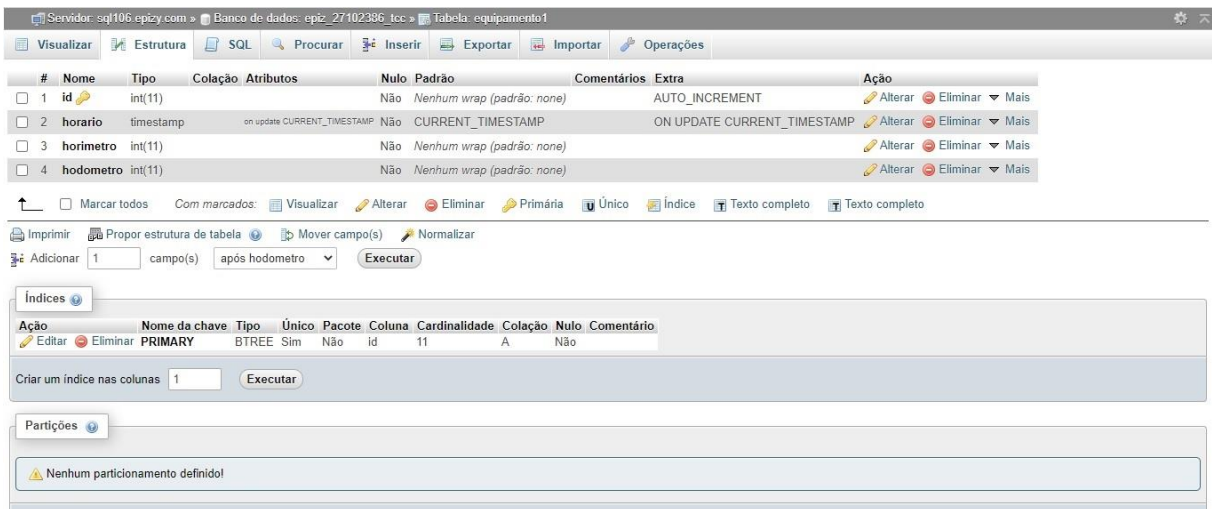 Servidor: sql106.epizy.com » Banco de dados: epiz_27102386_tcc » Tabela: equipamento1
Visualizar Estrutura SQL Procurar Inserir Exportar Importar Operações
# Nome Tipo Colação Atributos Nulo Padrão Comentários Extra Ação
1 id int(11) Não Nenhum wrap (padrão: none) AUTO_INCREMENT Alterar Eliminar Mais
2 horario timestamp on update CURRENT_TIMESTAMP Não CURRENT_TIMESTAMP ON UPDATE CURRENT_TIMESTAMP Alterar Eliminar Mais
3 horimetro int(11) Não Nenhum wrap (padrão: none) Alterar Eliminar Mais
4 hodometro int(11) Não Nenhum wrap (padrão: none) Alterar Eliminar Mais
Marcar todos Com marcados: Visualizar Alterar Eliminar Primária U Único Índice T Texto completo T Texto completo
Imprimir Propor estrutura de tabela Mover campo(s) Normalizar
Adicionar 1 campo(s) após hodometro Executar
Índices
Ação Nome da chave Tipo Único Pacote Coluna Cardinalidade Colação Nulo Comentário
Editar Eliminar PRIMARY BTREE Sim Não id 11 A Não
Criar um índice nas colunas 1 Executar
Partições
Nenhum particionamento definido!